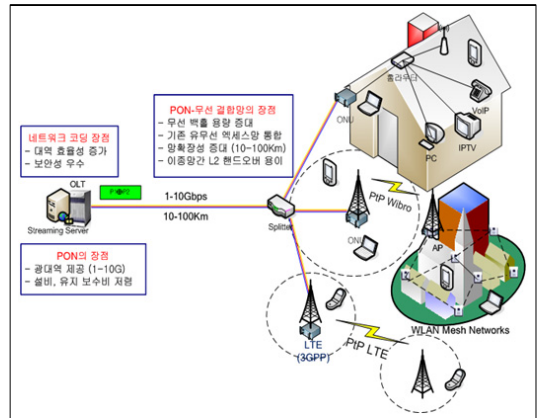 홈라우터
VoIP
IPTV
PC
ONU
PON-무선 결합망의 장점
- 무선 백홀 용량 증대
- 기존 유무선 엑세스망 통합
- 망확장성 증대 (10-100Km)
- 이종망간 L2 핸드오버 용이
네트워크 코딩 장점
- 대역 효율성 증가
- 보안성 우수
OLT
Streaming Server
1-10Gbps
10-100Km
Splitter
PtP Wibro
ONU
AP
PON의 장점
- 광대역 제공 (1-10G)
- 설비, 유지 보수비 저렴
WLAN Mesh Networks
LTE
(3GPP)
PtP LTE